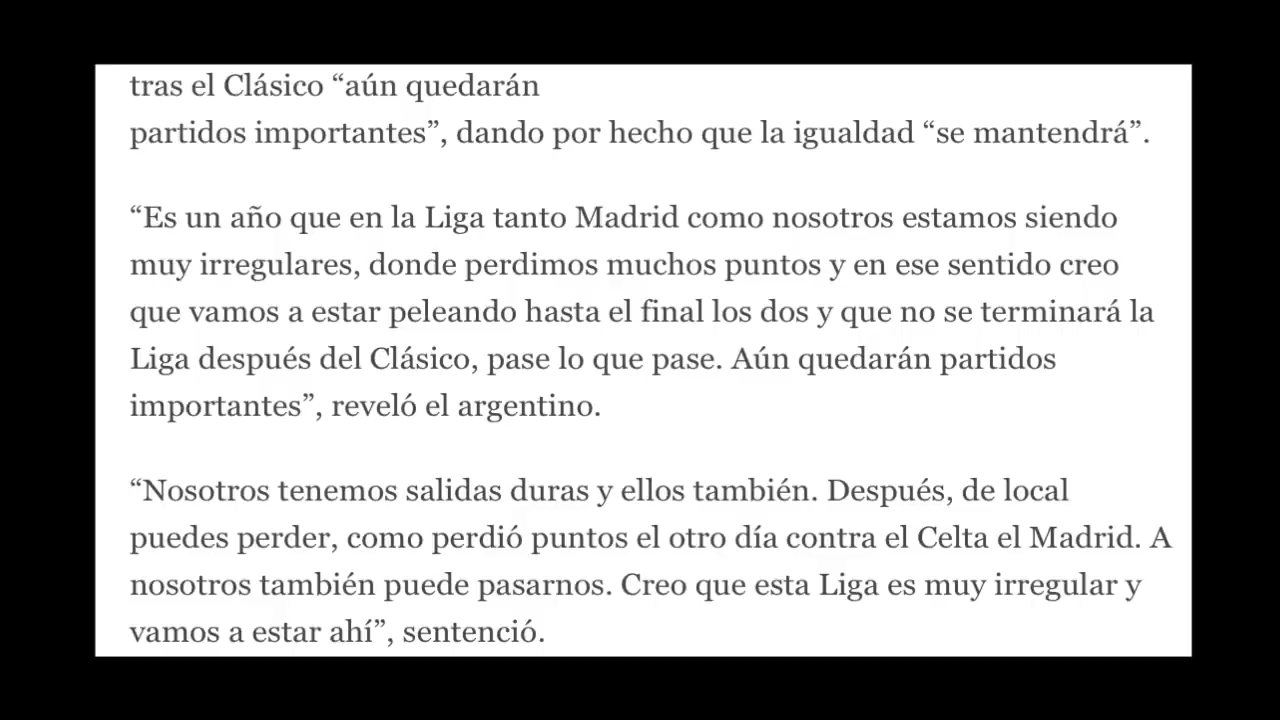 tras el Clásico “aún quedarán
partidos importantes”, dando por hecho que la igualdad “se mantendrá”.
“Es un año que en la Liga tanto Madrid como nosotros estamos siendo
muy irregulares, donde perdimos muchos puntos y en ese sentido creo
que vamos a estar peleando hasta el final los dos y que no se terminará la
Liga después del Clásico, pase lo que pase. Aún quedarán partidos
importantes”, reveló el argentino.
“Nosotros tenemos salidas duras y ellos también. Después, de local
puedes perder, como perdió puntos el otro día contra el Celta el Madrid. A
nosotros también puede pasarnos. Creo que esta Liga es muy irregular y
vamos a estar ahí”, sentenció.